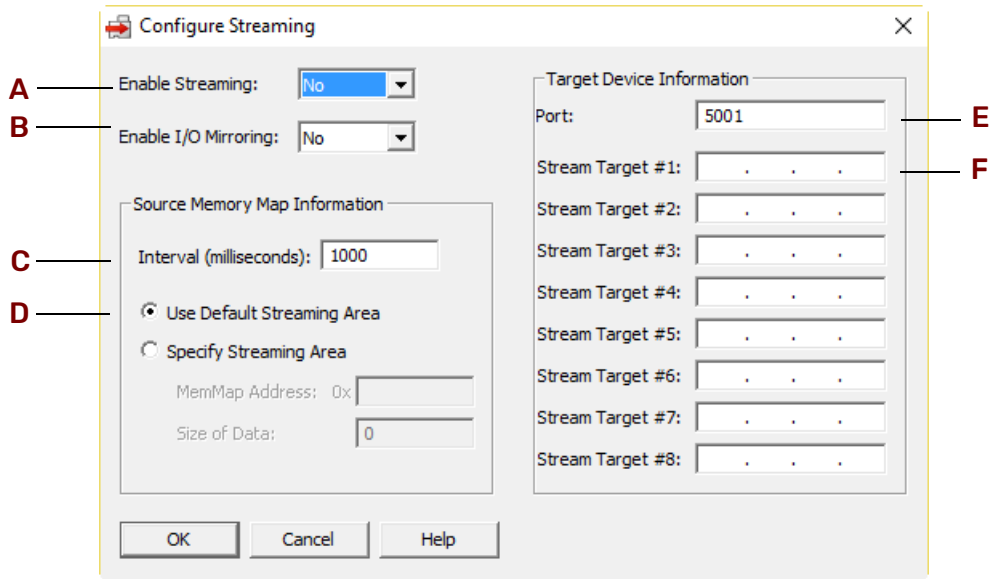 Configure Streaming
A
Enable Streaming: No
B
Enable I/O Mirroring: No
Source Memory Map Information
C
Interval (milliseconds): 1000
D
Use Default Streaming Area
Specify Streaming Area
MemMap Address: 0x
Size of Data: 0
Target Device Information
Port: 5001
E
Stream Target #1: . . .
F
Stream Target #2: . . .
Stream Target #3: . . .
Stream Target #4: . . .
Stream Target #5: . . .
Stream Target #6: . . .
Stream Target #7: . . .
Stream Target #8: . . .
OK Cancel Help